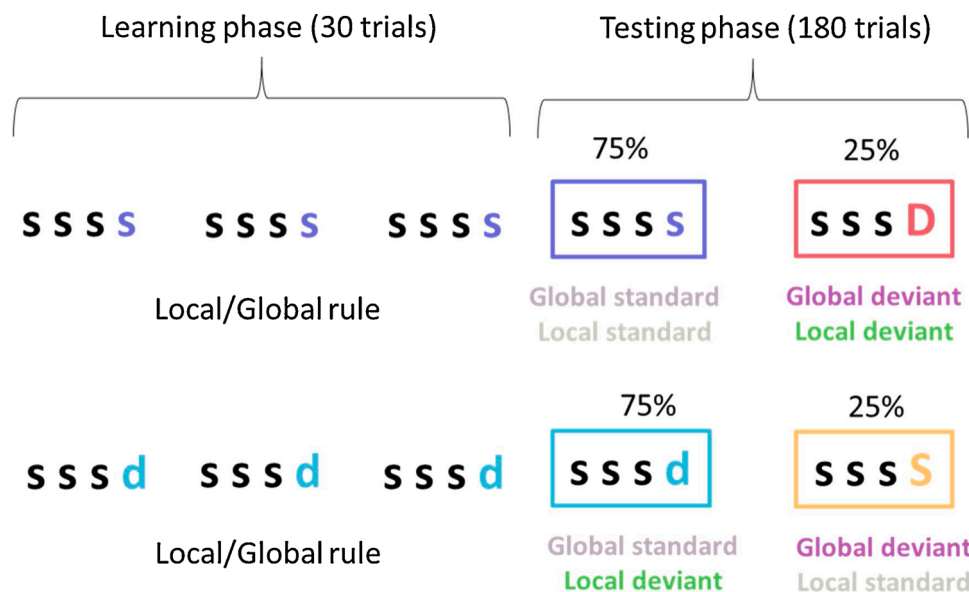 Learning phase (30 trials) Testing phase (180 trials)
75% 25%
s s s s s s s s s s s s s s s s s s s D
Global standard Global deviant
Local/Global rule Local standard Local deviant
75% 25%
s s s d s s s d s s s d s s s d s s s S
Global standard Global deviant
Local/Global rule Local deviant Local standard